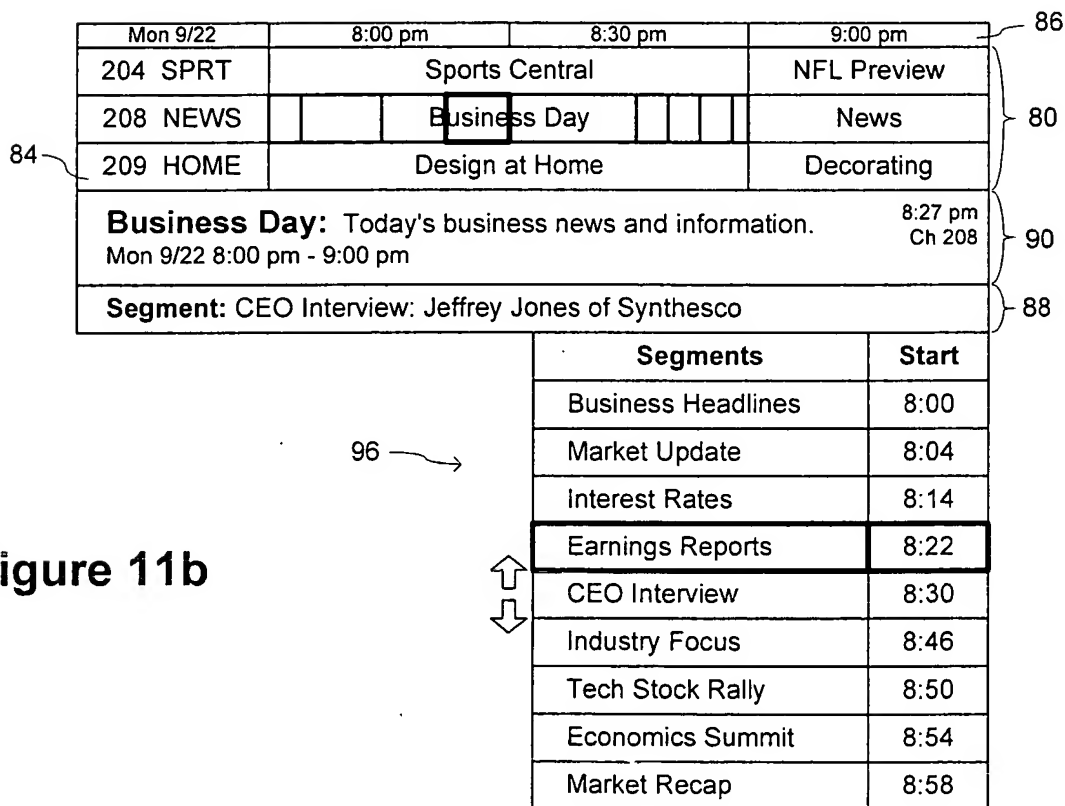 Mon 9/22 8:00 pm 8:30 pm 9:00 pm 86
204 SPRT Sports Central NFL Preview
208 NEWS Business Day News 80
84 209 HOME Design at Home Decorating
Business Day: Today's business news and information. 8:27 pm
Mon 9/22 8:00 pm - 9:00 pm Ch 208 90
Segment: CEO Interview: Jeffrey Jones of Synthesco 88
Segments Start
Business Headlines 8:00
96 Market Update 8:04
Interest Rates 8:14
Earnings Reports 8:22
igure 11b
CEO Interview 8:30
Industry Focus 8:46
Tech Stock Rally 8:50
Economics Summit 8:54
Market Recap 8:58